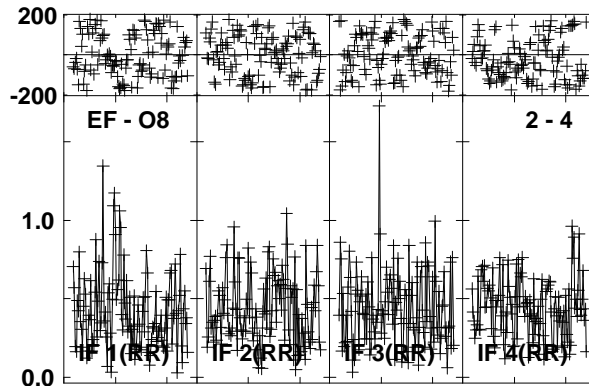 200
-200
EF - O8
2 - 4
1.0
IF 1(RR)
IF 2(RR)
IF 3(RR)
IF 4(RR)
0.0